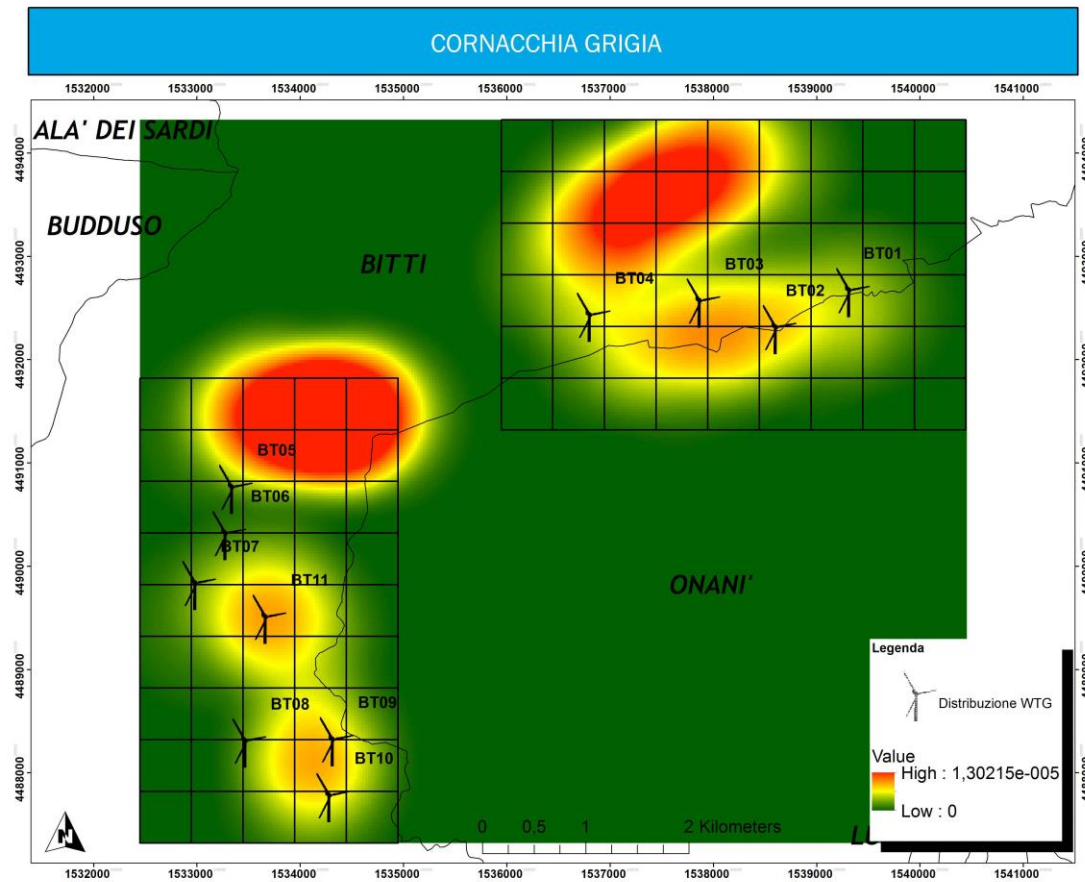 CORNACCHIA GRIGIA
1532000 1533000 1534000 1535000 1536000 1537000 1538000 1539000 1540000 1541000
ALA' DEI SARDI
4494000
BUDDUSO
BITTI
4493000
BT01
BT03
BT04
BT02
4492000
BT05
4491000
BT06
BT07
4490000
BT11
ONANI'
4489000
BT08 BT09
BT10
4488000
Legenda
Distribuzione WTG
Value
High : 1,30215e-005
Low : 0
0 0,5 1 2 Kilometers
LU
N
1532000 1533000 1534000 1535000 1536000 1537000 1538000 1539000 1540000 1541000